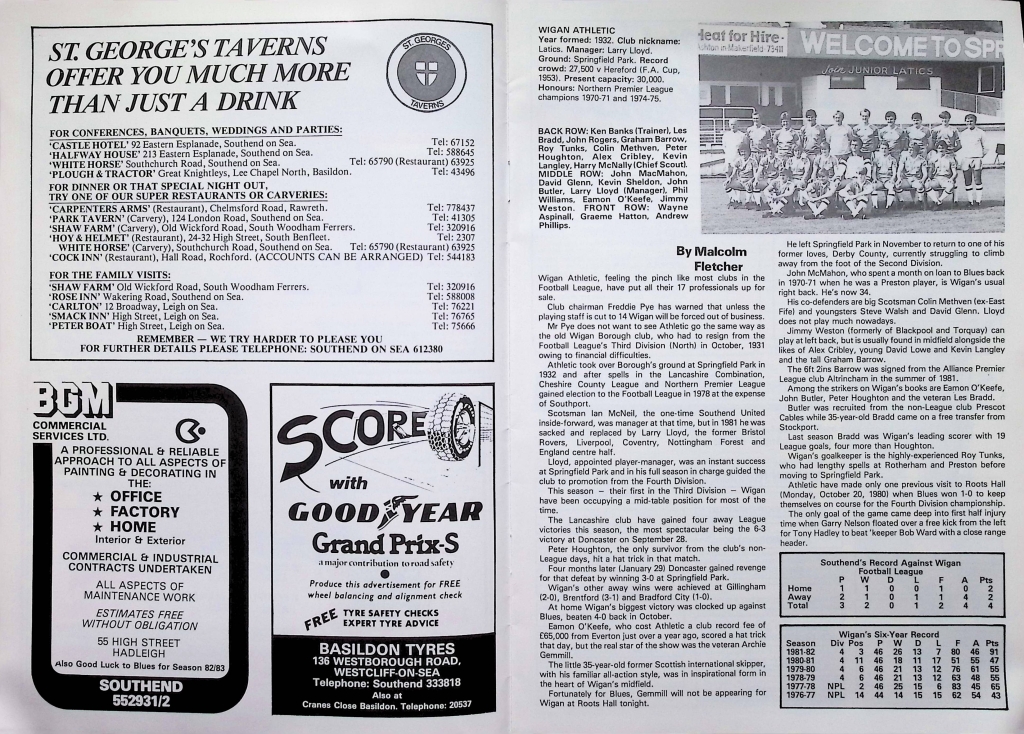 ST. GEORGE'S TAVERNS
OFFER YOU MUCH MORE
THAN JUST A DRINK
ST. GEORGES
TAVERNS
FOR CONFERENCES, BANQUETS, WEDDINGS AND PARTIES:
'CASTLE HOTEL' 92 Eastern Esplanade, Southend on Sea. Tel: 67152
'HALFWAY HOUSE' 213 Eastern Esplanade, Southend on Sea. Tel: 588645
'WHITE HORSE' Southchurch Road, Southend on Sea. Tel: 65790 (Restaurant) 63925
'PLOUGH & TRACTOR' Great Knightleys, Lee Chapel North, Basildon. Tel: 43496
FOR DINNER OR THAT SPECIAL NIGHT OUT,
TRY ONE OF OUR SUPER RESTAURANTS OR CARVERIES:
'CARPENTERS ARMS' (Restaurant), Chelmsford Road, Rawreth. Tel: 778437
'PARK TAVERN' (Carvery), 124 London Road, Southend on Sea. Tel: 41305
'SHAW FARM' (Carvery), Old Wickford Road, South Woodham Ferrers. Tel: 320916
'HOY & HELMET' (Restaurant), 24-32 High Street, South Benfleet. Tel: 2307
WHITE HORSE' (Carvery), Southchurch Road, Southend on Sea. Tel: 65790 (Restaurant) 63925
'COCK INN' (Restaurant), Hall Road, Rochford. (ACCOUNTS CAN BE ARRANGED) Tel: 544183
FOR THE FAMILY VISITS:
'SHAW FARM' Old Wickford Road, South Woodham Ferrers. Tel: 320916
'ROSE INN' Wakering Road, Southend on Sea. Tel: 588008
'CARLTON' 12 Broadway, Leigh on Sea. Tel: 76221
'SMACK INN' High Street, Leigh on Sea. Tel: 76765
'PETER BOAT' High Street, Leigh on Sea. Tel: 75666
REMEMBER — WE TRY HARDER TO PLEASE YOU
FOR FURTHER DETAILS PLEASE TELEPHONE: SOUTHEND ON SEA 612380
BGM
COMMERCIAL
SERVICES LTD.
A PROFESSIONAL & RELIABLE
APPROACH TO ALL ASPECTS OF
PAINTING & DECORATING IN
THE:
★ OFFICE
★ FACTORY
★ HOME
Interior & Exterior
COMMERCIAL & INDUSTRIAL
CONTRACTS UNDERTAKEN
ALL ASPECTS OF
MAINTENANCE WORK
ESTIMATES FREE
WITHOUT OBLIGATION
55 HIGH STREET
HADLEIGH
Also Good Luck to Blues for Season 82/83
SOUTHEND
552931/2
SCORE
with
GOODYEAR
Grand Prix-S
a major contribution to road safety
Produce this advertisement for FREE
wheel balancing and alignment check
FREE TYRE SAFETY CHECKS
EXPERT TYRE ADVICE
BASILDON TYRES
136 WESTBOROUGH ROAD,
WESTCLIFF-ON-SEA
Telephone: Southend 333818
Also at
Cranes Close Basildon. Telephone: 20537
WIGAN ATHLETIC
Year formed: 1932. Club nickname:
Latics. Manager: Larry Lloyd.
Ground: Springfield Park. Record
crowd: 27,500 v Hereford (F.A. Cup,
1953). Present capacity: 30,000.
Honours: Northern Premier League
champions 1970-71 and 1974-75.
BACK ROW: Ken Banks (Trainer), Les
Bradd, John Rogers, Graham Barrow,
Roy Tunks, Colin Methven, Peter
Houghton, Alex Cribley, Kevin
Langley, Harry McNally (Chief Scout).
MIDDLE ROW: John MacMahon,
David Glenn, Kevin Sheldon, John
Butler, Larry Lloyd (Manager), Phil
Williams, Eamon O'Keefe, Jimmy
Weston. FRONT ROW: Wayne
Aspinall, Graeme Hatton, Andrew
Phillips.
Heat for Hire
Ashton in Makerfield 75411
WELCOME TO SPR
Join JUNIOR LATICS
By Malcolm
Fletcher
Wigan Athletic, feeling the pinch like most clubs in the
Football League, have put all their 17 professionals up for
sale.
Club chairman Freddie Pye has warned that unless the
playing staff is cut to 14 Wigan will be forced out of business.
Mr Pye does not want to see Athletic go the same way as
the old Wigan Borough club, who had to resign from the
Football League's Third Division (North) in October, 1931
owing to financial difficulties.
Athletic took over Borough's ground at Springfield Park in
1932 and after spells in the Lancashire Combination,
Cheshire County League and Northern Premier League
gained election to the Football League in 1978 at the expense
of Southport.
Scotsman Ian McNeil, the one-time Southend United
inside-forward, was manager at that time, but in 1981 he was
sacked and replaced by Larry Lloyd, the former Bristol
Rovers, Liverpool, Coventry, Nottingham Forest and
England centre half.
Lloyd, appointed player-manager, was an instant success
at Springfield Park and in his full season in charge guided the
club to promotion from the Fourth Division.
This season — their first in the Third Division — Wigan
have been occupying a mid-table position for most of the
time.
The Lancashire club have gained four away League
victories this season, the most spectacular being the 6-3
victory at Doncaster on September 28.
Peter Houghton, the only survivor from the club's non-
League days, hit a hat trick in that match.
Four months later (January 29) Doncaster gained revenge
for that defeat by winning 3-0 at Springfield Park.
Wigan's other away wins were achieved at Gillingham
(2-0), Brentford (3-1) and Bradford City (1-0).
At home Wigan's biggest victory was clocked up against
Blues, beaten 4-0 back in October.
Eamon O'Keefe, who cost Athletic a club record fee of
£65,000 from Everton just over a year ago, scored a hat trick
that day, but the real star of the show was the veteran Archie
Gemmill.
The little 35-year-old former Scottish international skipper,
with his familiar all-action style, was in inspirational form in
the heart of Wigan's midfield.
Fortunately for Blues, Gemmill will not be appearing for
Wigan at Roots Hall tonight.
He left Springfield Park in November to return to one of his
former loves, Derby County, currently struggling to climb
away from the foot of the Second Division.
John McMahon, who spent a month on loan to Blues back
in 1970-71 when he was a Preston player, is Wigan's usual
right back. He's now 34.
His co-defenders are big Scotsman Colin Methven (ex-East
Fife) and youngsters Steve Walsh and David Glenn. Lloyd
does not play much nowadays.
Jimmy Weston (formerly of Blackpool and Torquay) can
play at left back, but is usually found in midfield alongside the
likes of Alex Cribley, young David Lowe and Kevin Langley
and the tall Graham Barrow.
The 6ft 2ins Barrow was signed from the Alliance Premier
League club Altrincham in the summer of 1981.
Among the strikers on Wigan's books are Eamon O'Keefe,
John Butler, Peter Houghton and the veteran Les Bradd.
Butler was recruited from the non-League club Prescot
Cables while 35-year-old Bradd came on a free transfer from
Stockport.
Last season Bradd was Wigan's leading scorer with 19
League goals, four more than Houghton.
Wigan's goalkeeper is the highly-experienced Roy Tunks,
who had lengthy spells at Rotherham and Preston before
moving to Springfield Park.
Athletic have made only one previous visit to Roots Hall
(Monday, October 20, 1980) when Blues won 1-0 to keep
themselves on course for the Fourth Division championship.
The only goal of the game came deep into first half injury
time when Garry Nelson floated over a free kick from the left
for Tony Hadley to beat 'keeper Bob Ward with a close range
header.
Southend's Record Against Wigan
Football League
P W D L F A Pts
Home 1 1 0 0 1 0 2
Away 2 1 0 1 1 4 2
Total 3 2 0 1 2 4 4
Wigan's Six-Year Record
Season Div Pos P W D L F A Pts
1981-82 4 3 46 26 13 7 80 46 91
1980-81 4 11 46 18 11 17 51 55 47
1979-80 4 6 46 21 13 12 76 61 55
1978-79 4 6 46 21 13 12 63 48 55
1977-78 NPL 2 46 25 15 6 83 45 65
1976-77 NPL 14 44 14 15 15 62 54 43